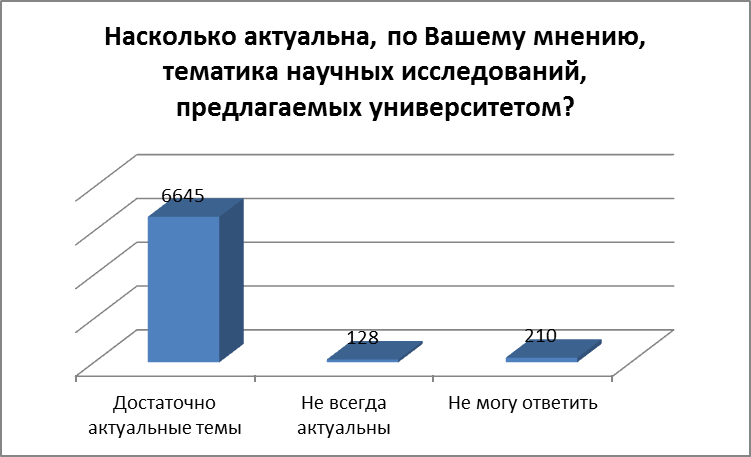 Насколько актуальна, по Вашему мнению,
тематика научных исследований,
предлагаемых университетом?
6645
128
210
Достаточно
актуальные темы
Не всегда
актуальны
Не могу ответить